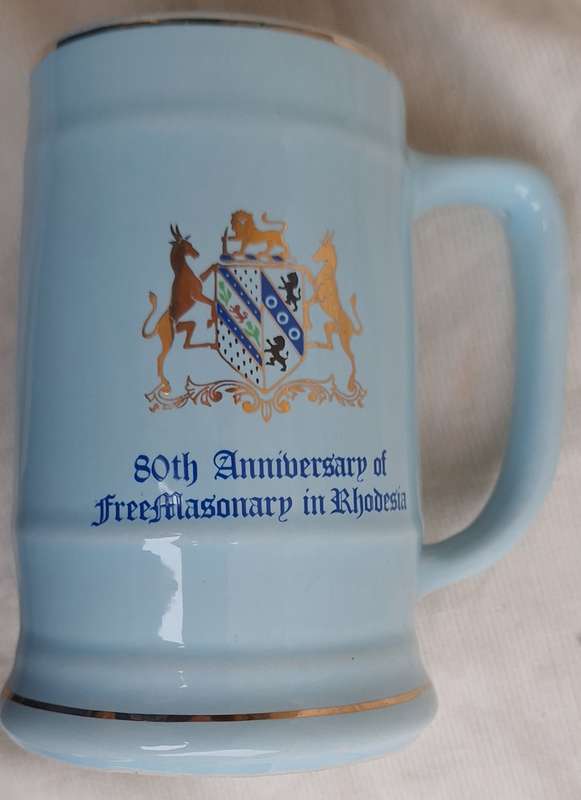 80th Anniversary of
FreeMasonary in Rhodesia